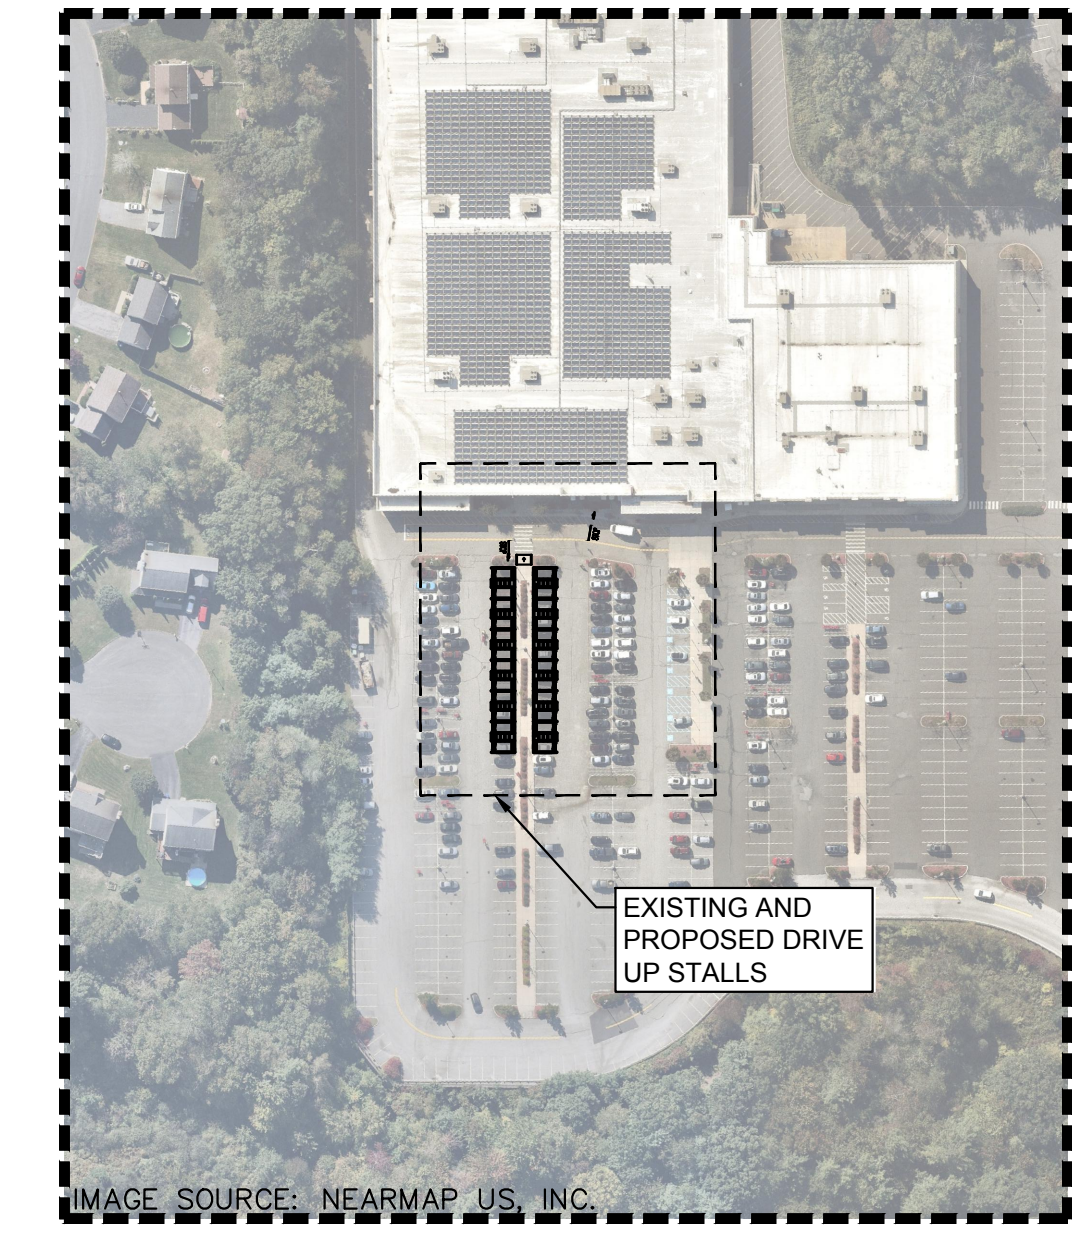 EXISTING AND
PROPOSED DRIVE
UP STALLS
IMAGE SOURCE: NEARMAP US, INC.